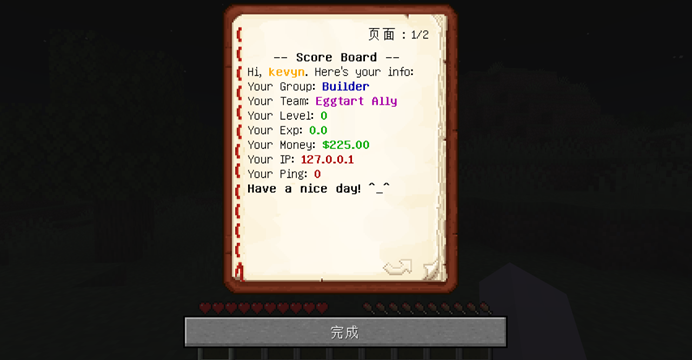 页面：1/2
-- Score Board --
Hi, kevyn. Here's your info:
Your Group: Builder
Your Team: Eggtart Ally
Your Level: 0
Your Exp: 0.0
Your Money: $225.00
Your IP: 127.0.0.1
Your Ping: 0
Have a nice day! ^_^
完成